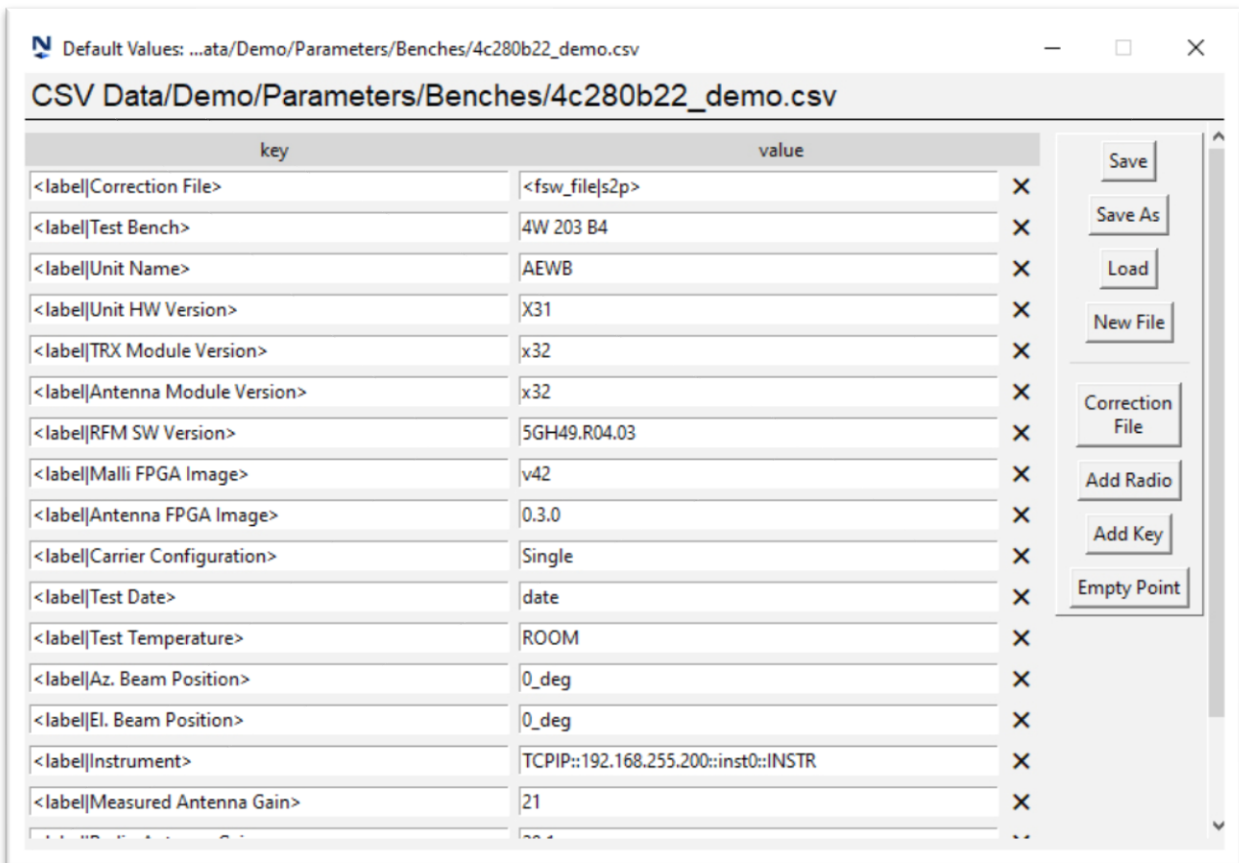 Default Values: ...ata/Demo/Parameters/Benches/4c280b22_demo.csv
CSV Data/Demo/Parameters/Benches/4c280b22_demo.csv
key value
<label|Correction File> <fsw_file|s2p>
<label|Test Bench> 4W 203 B4
<label|Unit Name> AEWB
<label|Unit HW Version> X31
<label|TRX Module Version> x32
<label|Antenna Module Version> x32
<label|RFM SW Version> 5GH49.R04.03
<label|Malli FPGA Image> v42
<label|Antenna FPGA Image> 0.3.0
<label|Carrier Configuration> Single
<label|Test Date> date
<label|Test Temperature> ROOM
<label|Az. Beam Position> 0_deg
<label|El. Beam Position> 0_deg
<label|Instrument> TCPIP::192.168.255.200::inst0::INSTR
<label|Measured Antenna Gain> 21
Save
Save As
Load
New File
Correction
File
Add Radio
Add Key
Empty Point